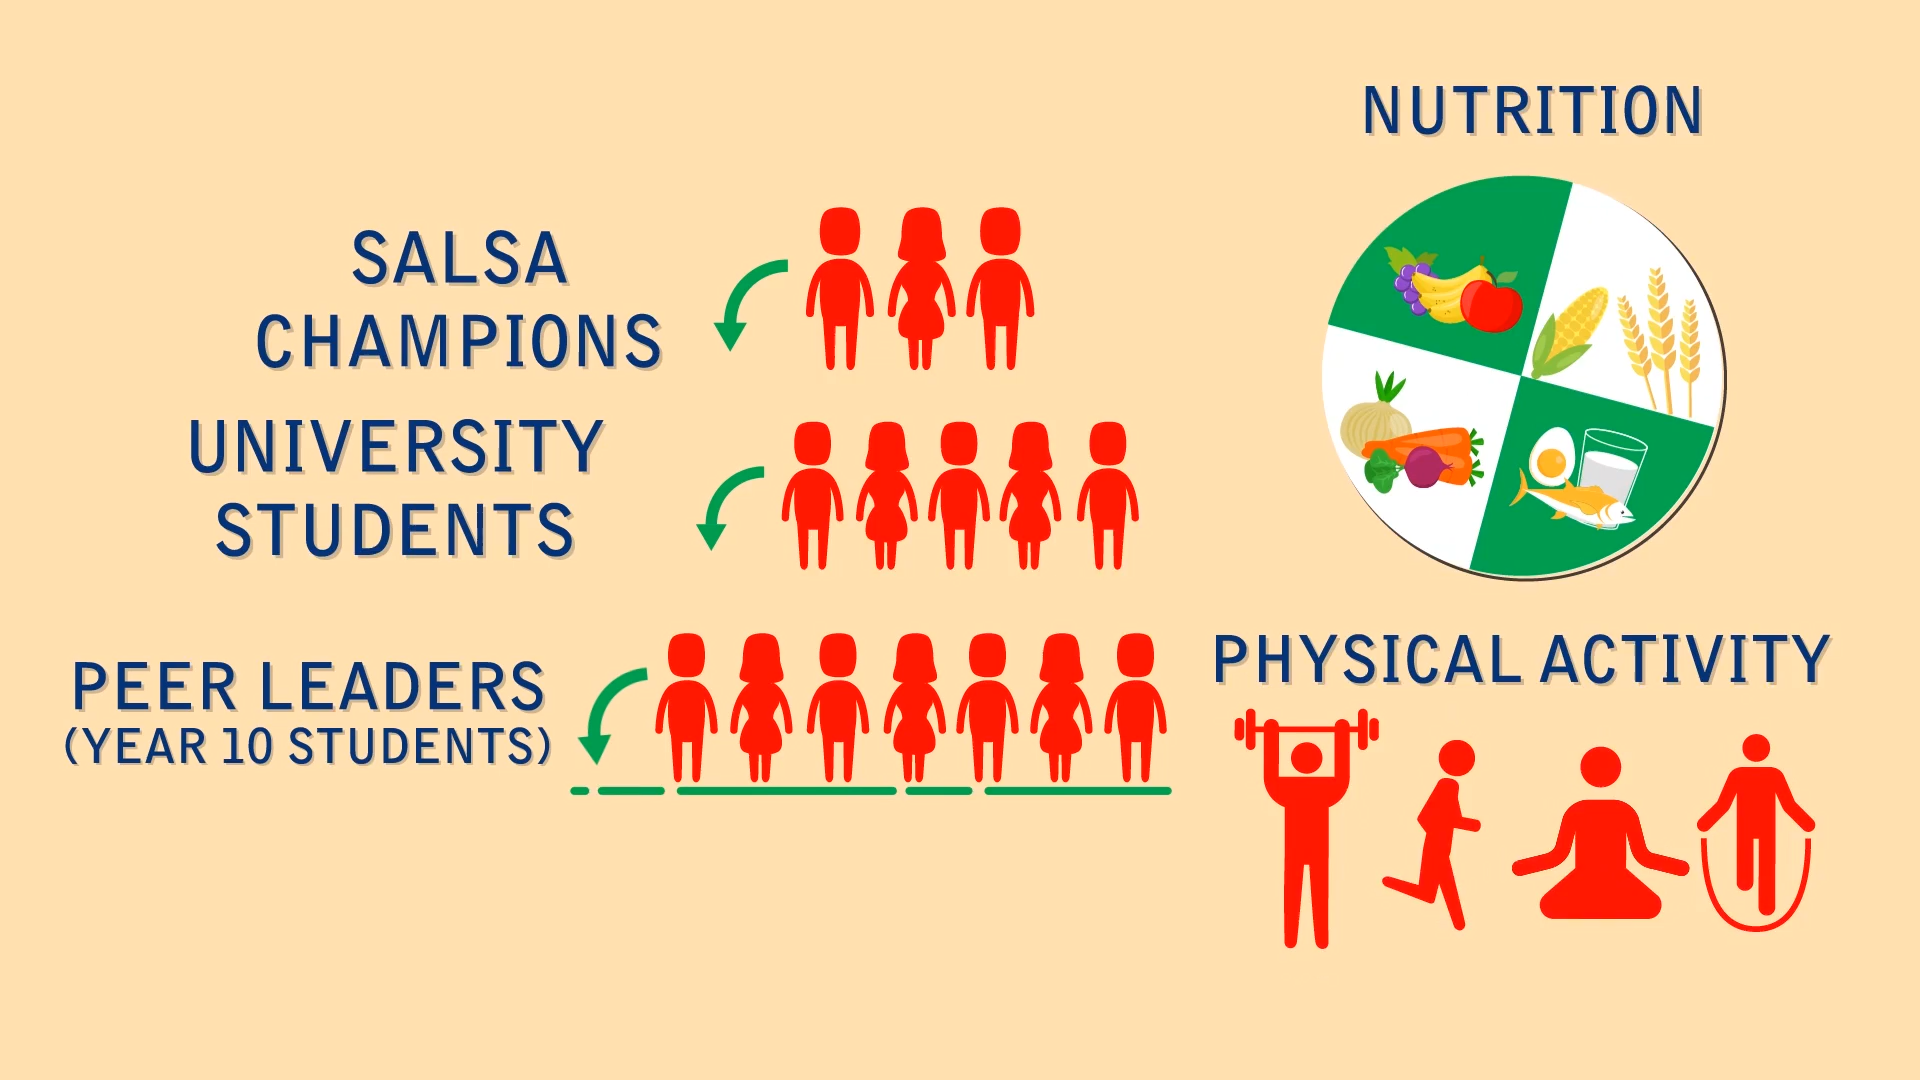 SALSA
CHAMPIONS
UNIVERSITY
STUDENTS
PEER LEADERS
(YEAR 10 STUDENTS)
NUTRITION
PHYSICAL ACTIVITY